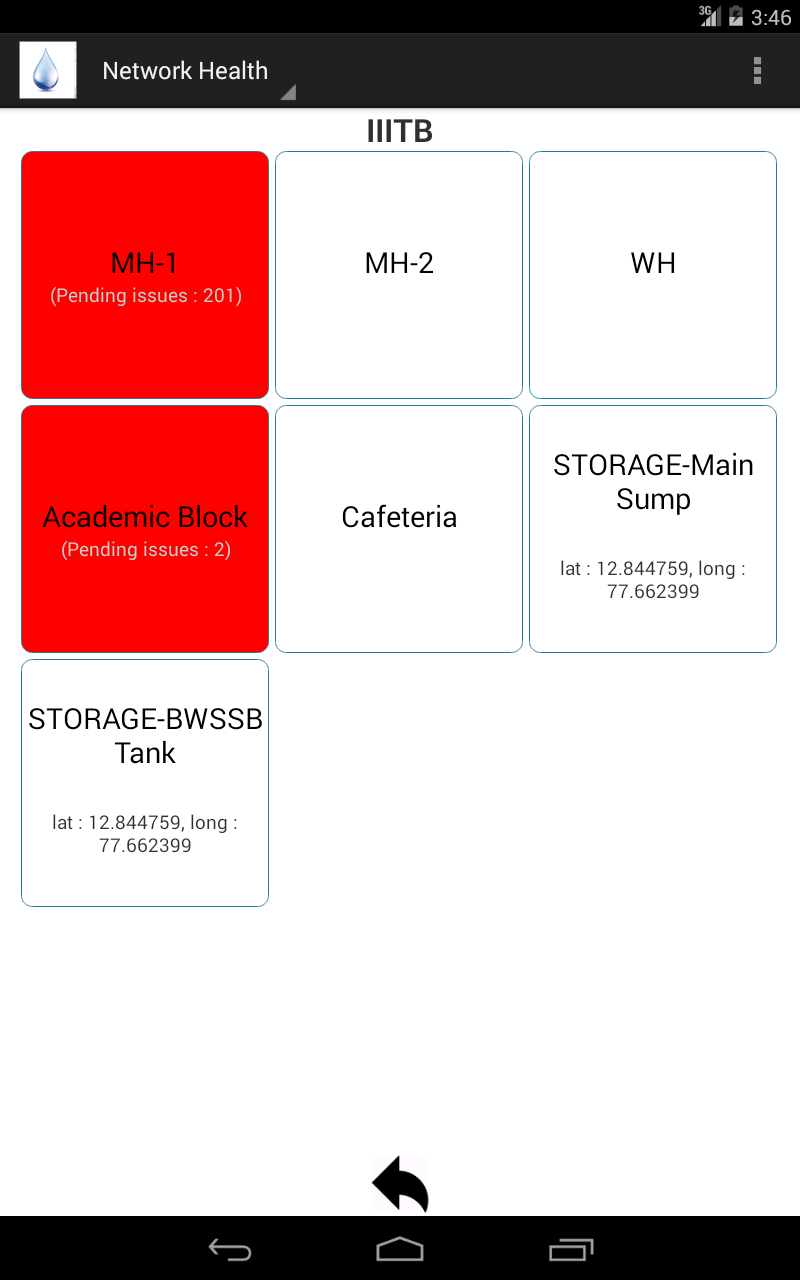 3G 3:46
Network Health
IIITB
MH-1
(Pending issues : 201)
MH-2
WH
Academic Block
(Pending issues : 2)
Cafeteria
STORAGE-Main
Sump
lat : 12.844759, long :
77.662399
STORAGE-BWSSB
Tank
lat : 12.844759, long :
77.662399